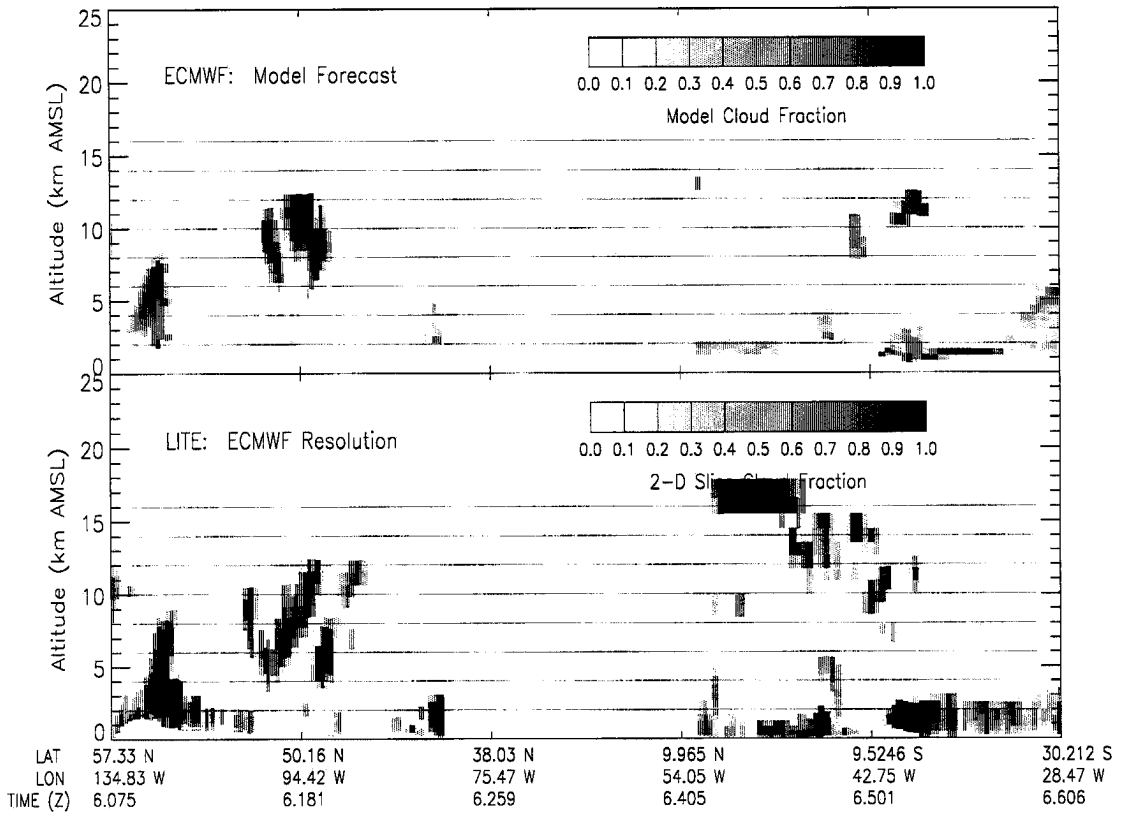 25
20
15
10
5
0
Altitude (km AMSL)
ECMWF: Model Forecast
0.0 0.1 0.2 0.3 0.4 0.5 0.6 0.7 0.8 0.9 1.0
Model Cloud Fraction
25
20
15
10
5
0
Altitude (km AMSL)
LITE: ECMWF Resolution
0.0 0.1 0.2 0.3 0.4 0.5 0.6 0.7 0.8 0.9 1.0
2-D Slice Cloud Fraction
LAT 57.33 N 50.16 N 38.03 N 9.965 N 9.5246 S 30.212 S
LON 134.83 W 94.42 W 75.47 W 54.05 W 42.75 W 28.47 W
TIME (Z) 6.075 6.181 6.259 6.405 6.501 6.606